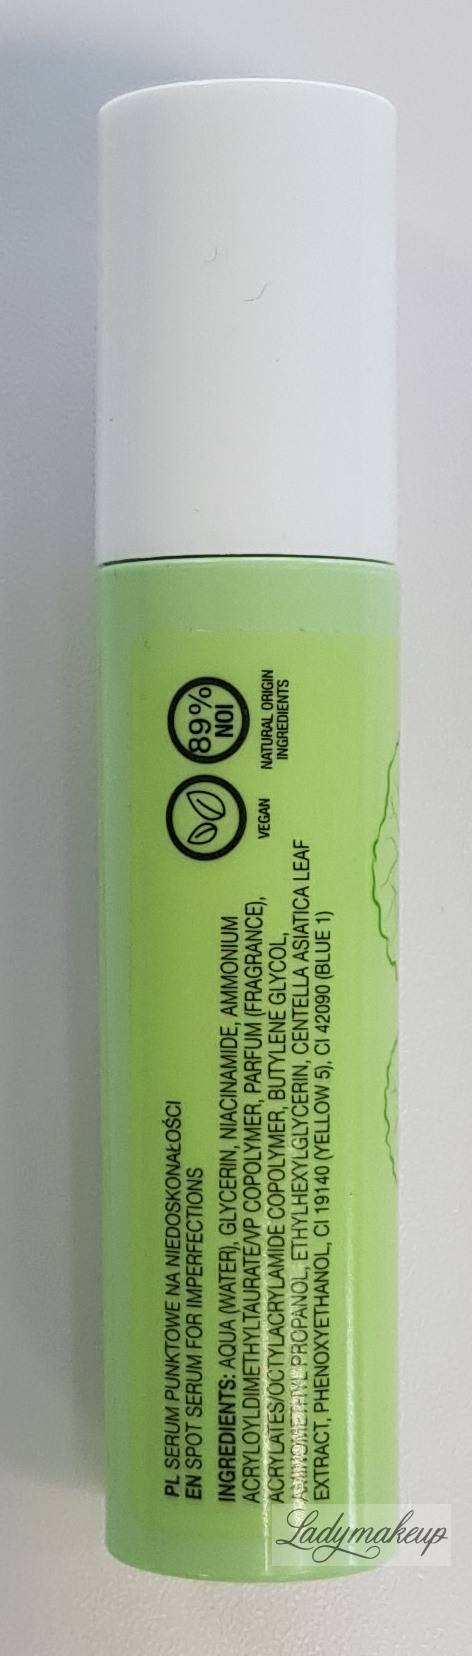 PL SERUM PUNKTOWE NA NIEDOSKONAŁOŚCI
EN SPOT SERUM FOR IMPERFECTIONS
INGREDIENTS: AQUA (WATER), GLYCERIN, NIACINAMIDE, AMMONIUM
ACRYLOYLDIMETHYLTAURATE/VP COPOLYMER, PARFUM (FRAGRANCE),
ACRYLATES/OCTYLACRYLAMIDE COPOLYMER, BUTYLENE GLYCOL,
AMINOMETHYL PROPANOL, ETHYLHEXYLGLYCERIN, CENTELLA ASIATICA LEAF
EXTRACT, PHENOXYETHANOL, CI 19140 (YELLOW 5), CI 42090 (BLUE 1)
VEGAN
89%
NOI
NATURAL ORIGIN
INGREDIENTS
Ladymakeup